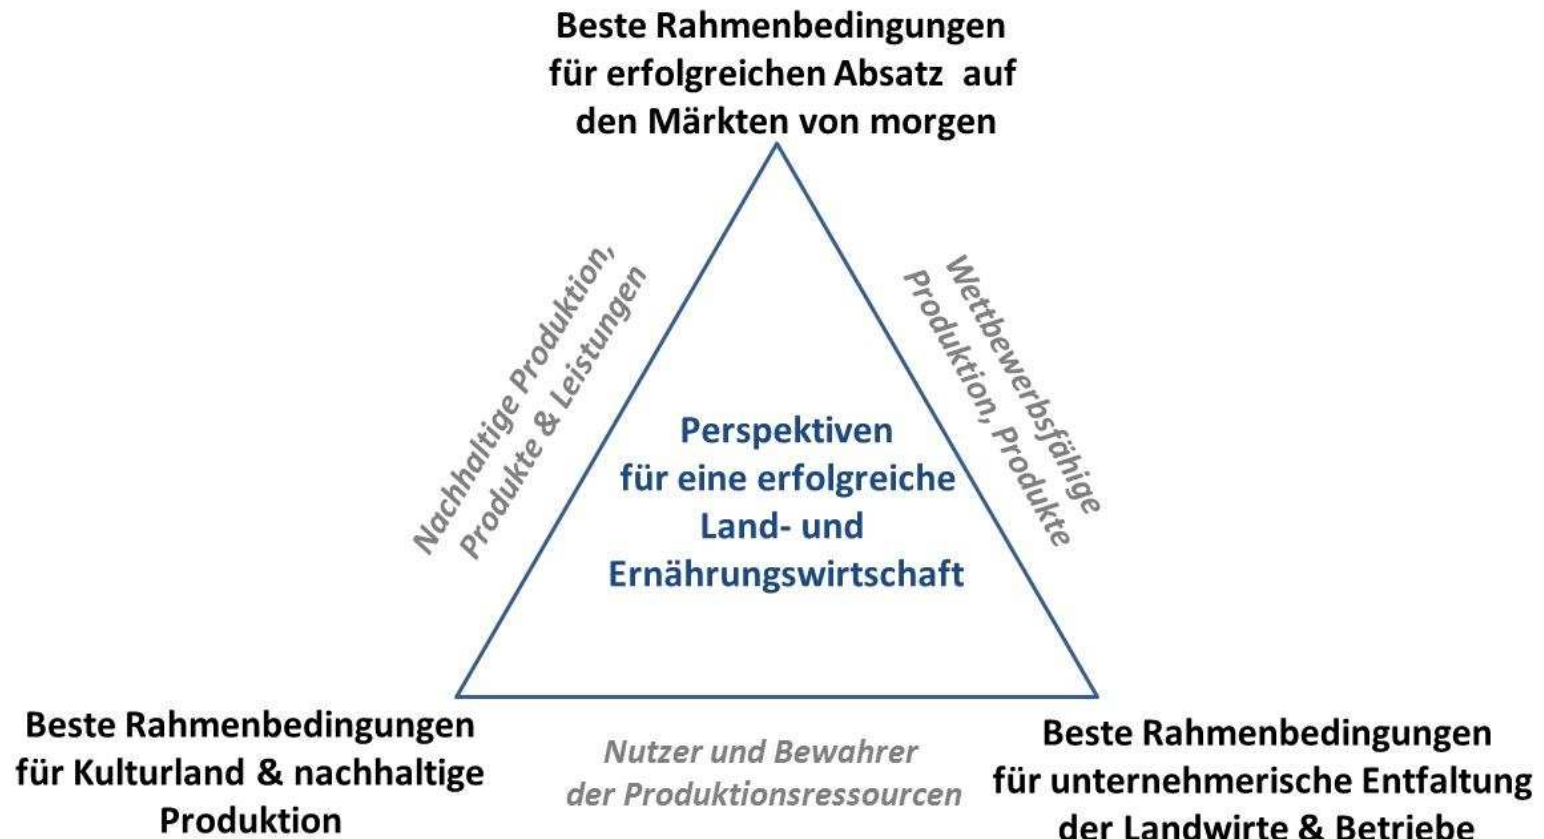 Beste Rahmenbedingungen
für erfolgreichen Absatz auf
den Märkten von morgen
Nachhaltige Produktion,
Produkte & Leistungen
Wettbewerbsfähige
Produktion, Produkte
Perspektiven
für eine erfolgreiche
Land- und
Ernährungswirtschaft
Beste Rahmenbedingungen
für Kulturland & nachhaltige
Produktion
Nutzer und Bewahrer
der Produktionsressourcen
Beste Rahmenbedingungen
für unternehmerische Entfaltung
der Landwirte & Betriebe